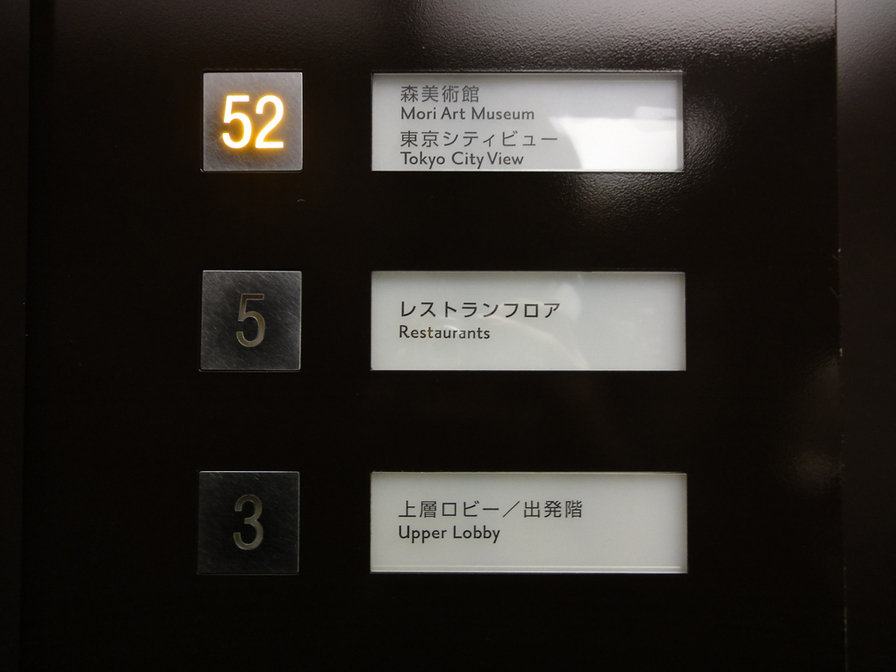 52
森美術館
Mori Art Museum
東京シティビュー
Tokyo City View
5
レストランフロア
Restaurants
3
上層ロビー／出発階
Upper Lobby